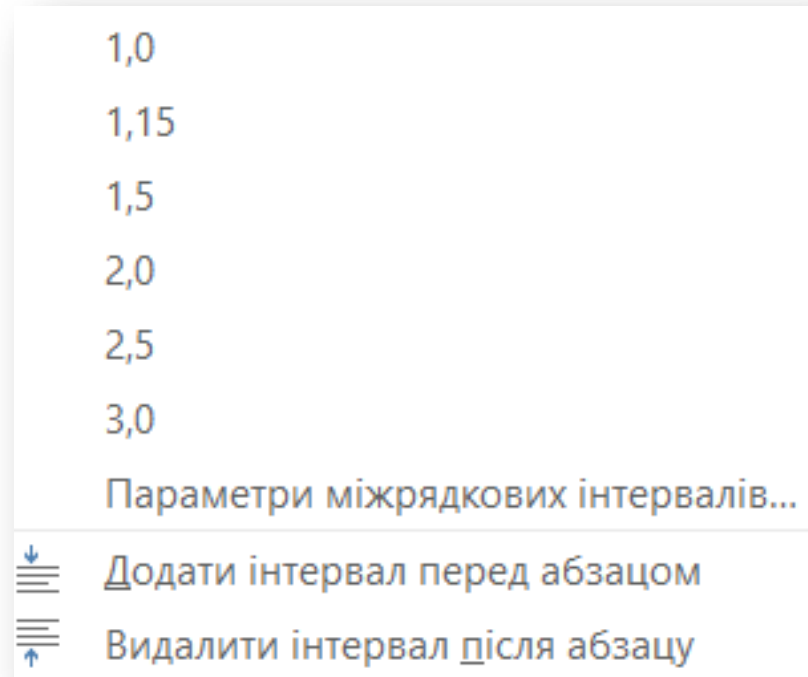 1,0
1,15
1,5
2,0
2,5
3,0
Параметри міжрядкових інтервалів...
Додати інтервал перед абзацом
Видалити інтервал після абзацу